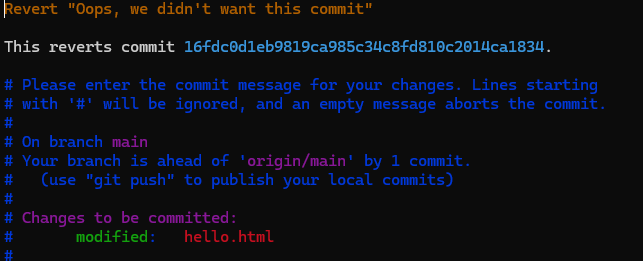 Revert "Oops, we didn't want this commit"
This reverts commit 16fdc0d1eb9819ca985c34c8fd810c2014ca1834.
# Please enter the commit message for your changes. Lines starting
# with '#' will be ignored, and an empty message aborts the commit.
#
# On branch main
# Your branch is ahead of 'origin/main' by 1 commit.
#   (use "git push" to publish your local commits)
#
# Changes to be committed:
#       modified:   hello.html
#